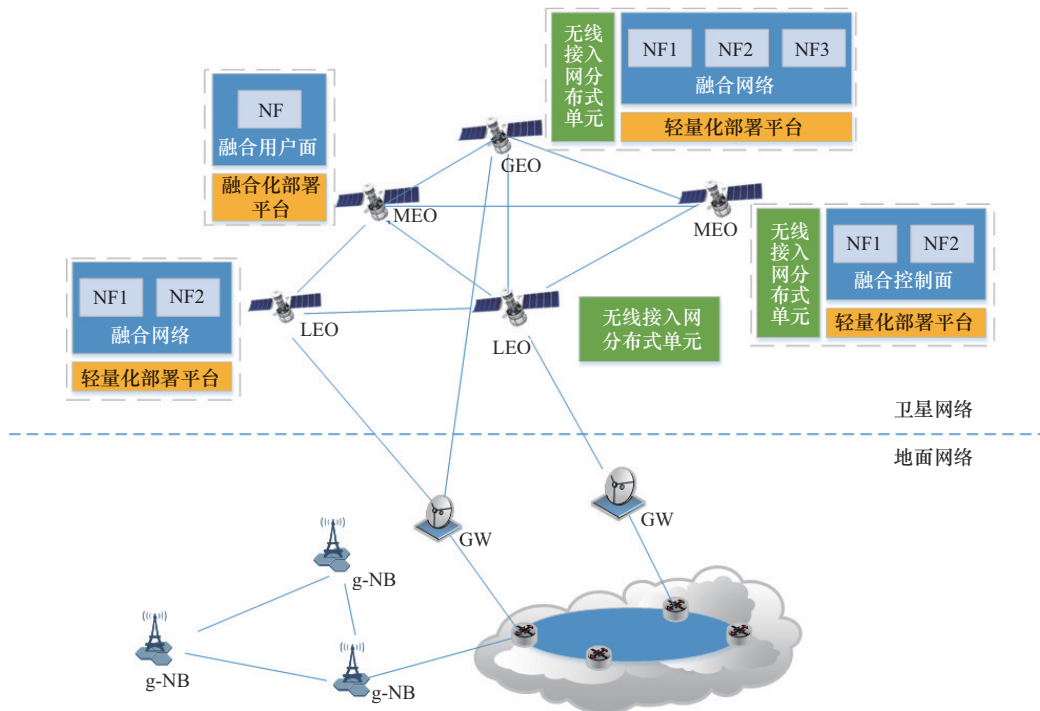 无线
接入
网分
布式
单元
NF1
NF2
NF3
融合网络
轻量化部署平台
NF
融合用户面
融合化部署
平台
GEO
MEO
MEO
无线
接入
网分
布式
单元
NF1
NF2
融合控制面
轻量化部署平台
NF1
NF2
融合网络
轻量化部署平台
LEO
LEO
无线接入网
分布式单元
卫星网络
地面网络
GW
GW
g-NB
g-NB
g-NB